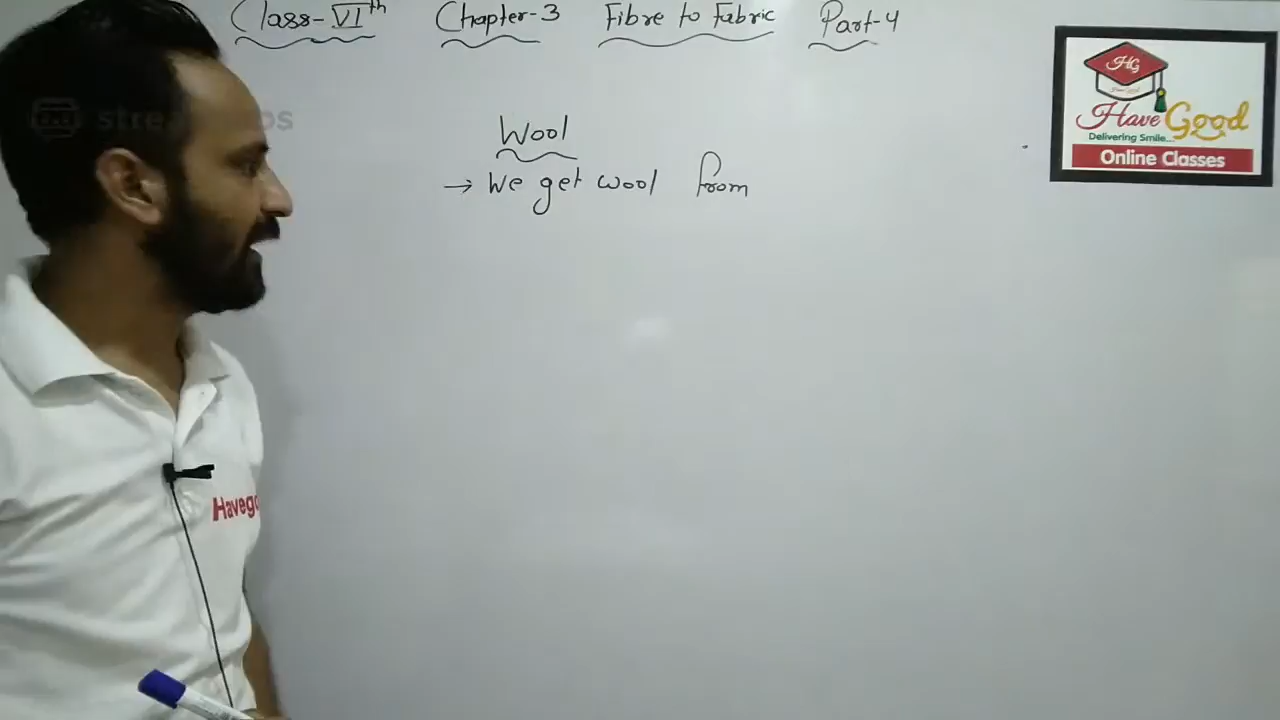 Class-VIth Chapter-3 Fibre to Fabric Part-4
HG
Have Good
Delivering Smile...
Online Classes
Wool
→ We get wool from
Havego